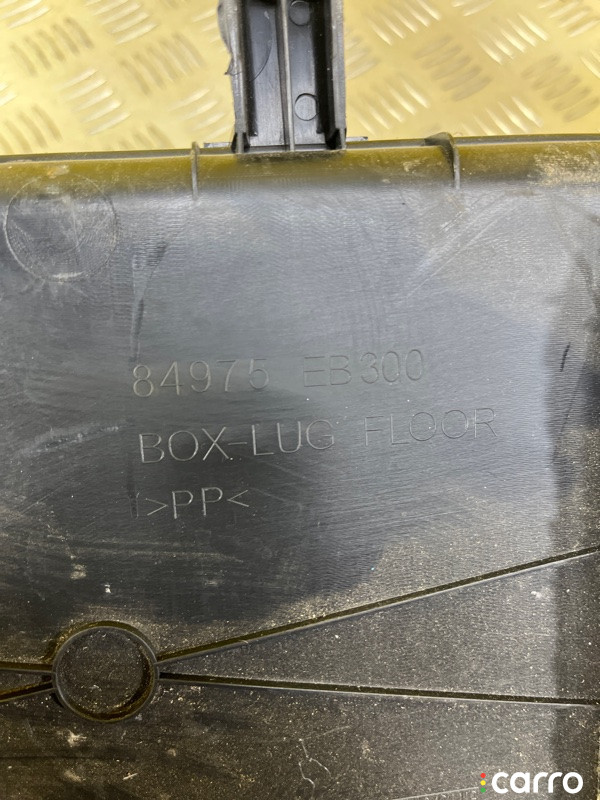 84975 EB300
BOX-LUG FLOOR
>PP<
carro